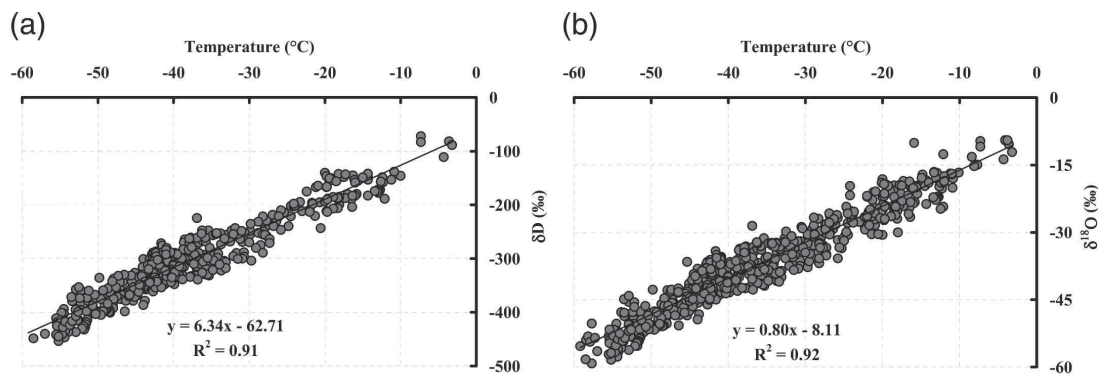 (a)
Temperature (°C)
-60 -50 -40 -30 -20 -10 0
0
-100
-200
-300
-400
-500
δD (‰)
y = 6.34x - 62.71
R² = 0.91
(b)
Temperature (°C)
-60 -50 -40 -30 -20 -10 0
0
-15
-30
-45
-60
δ¹⁸O (‰)
y = 0.80x - 8.11
R² = 0.92